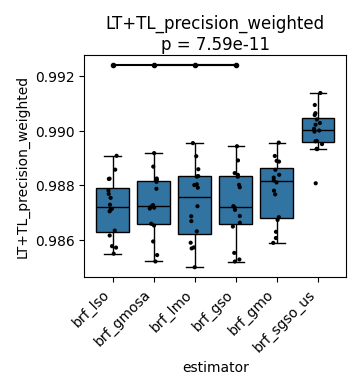 LT+TL_precision_weighted
p = 7.59e-11
LT+TL_precision_weighted
0.992
0.990
0.988
0.986
brf_lso
brf_gmosa
brf_lmo
brf_gso
brf_gmo
brf_sgso_us
estimator